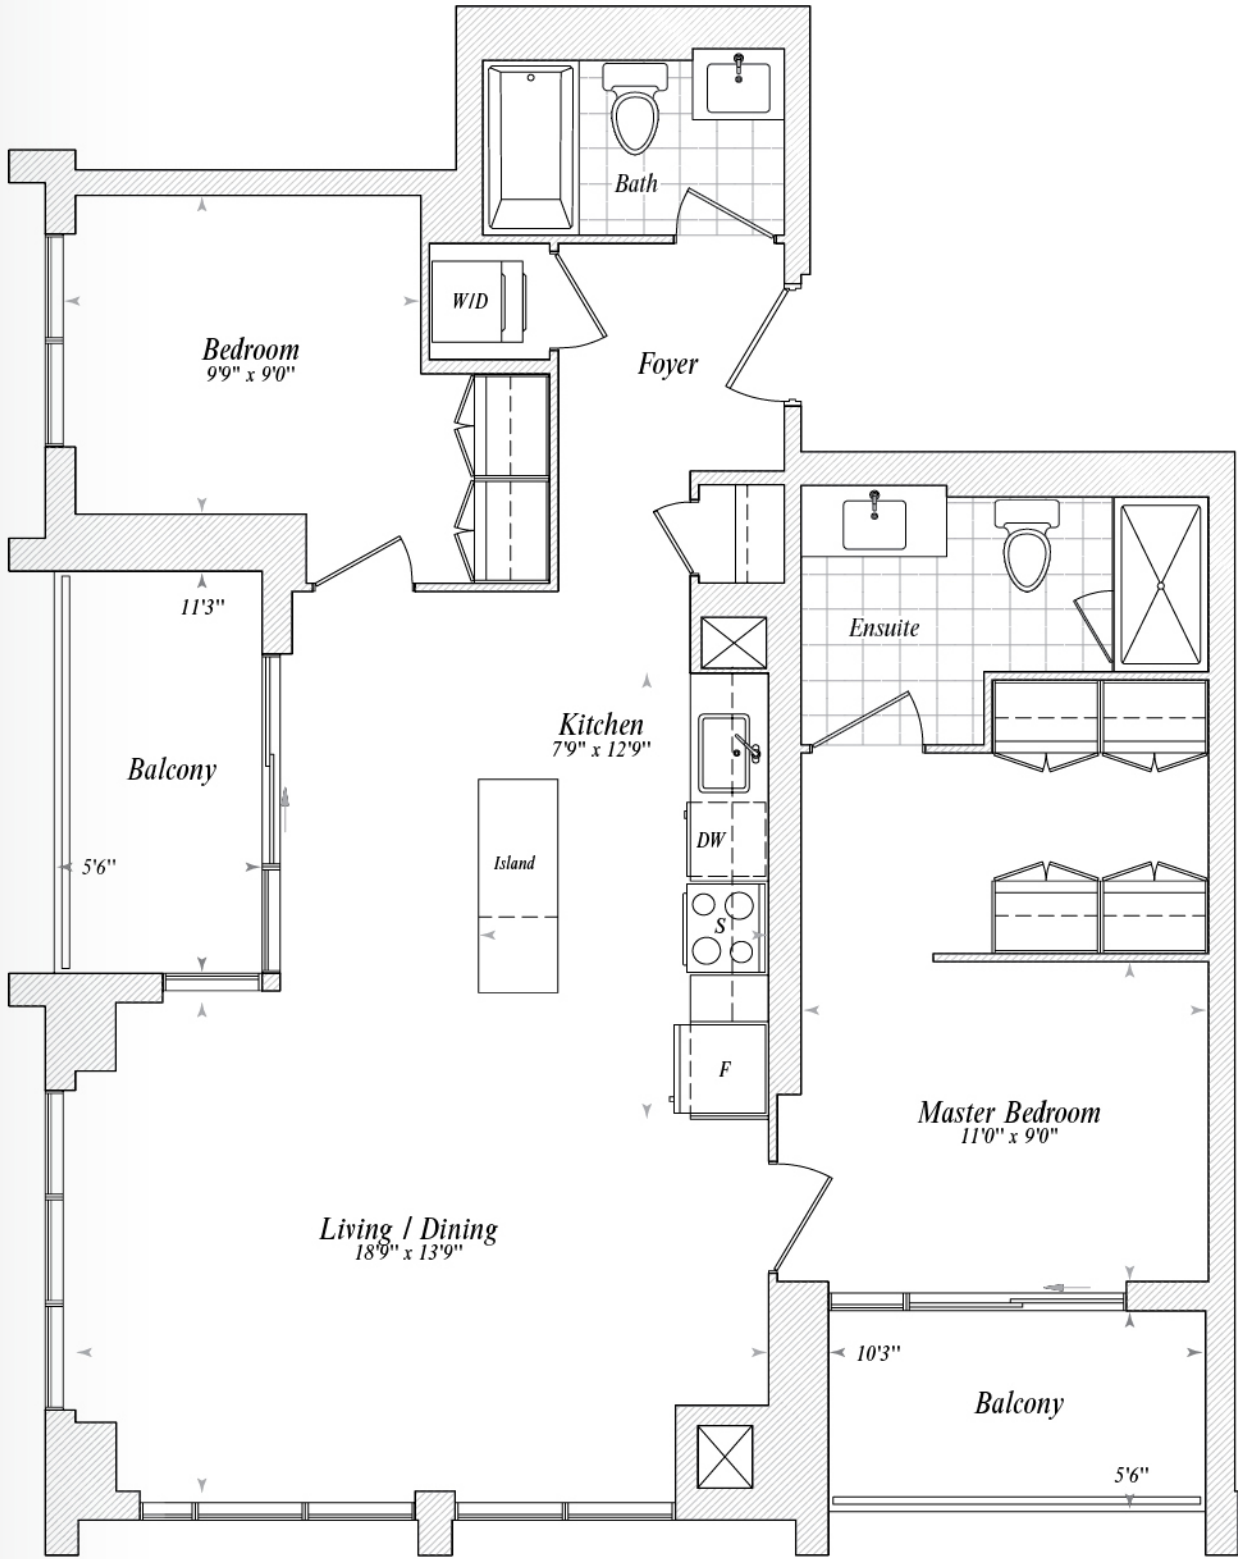 Bath
W/D
Bedroom
9'9" x 9'0"
Foyer
11'3"
Ensuite
Kitchen
7'9" x 12'9"
Balcony
DW
5'6"
Island
S
F
Master Bedroom
11'0" x 9'0"
Living / Dining
18'9" x 13'9"
10'3"
Balcony
5'6"